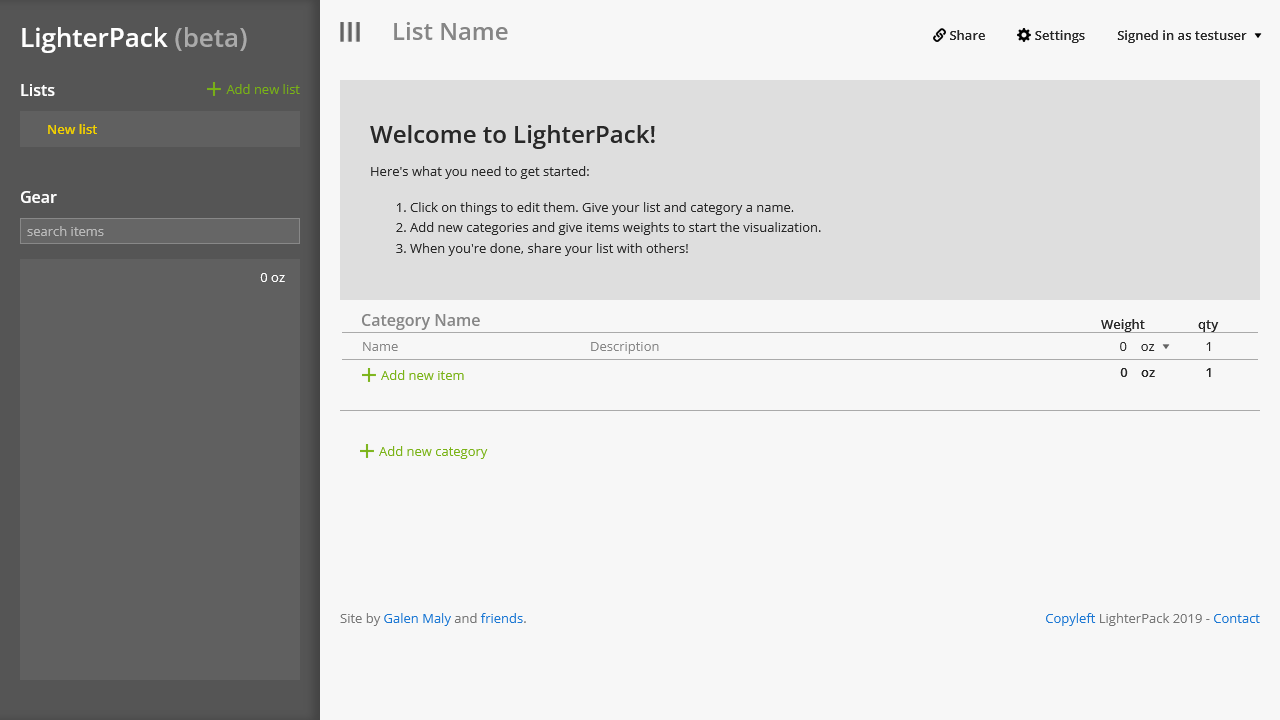 LighterPack (beta)
Lists
Add new list
New list
Gear
search items
0 oz
List Name
Share
Settings
Signed in as testuser
Welcome to LighterPack!
Here's what you need to get started:
1. Click on things to edit them. Give your list and category a name.
2. Add new categories and give items weights to start the visualization.
3. When you're done, share your list with others!
Category Name Weight qty
Name Description 0 oz 1
Add new item 0 oz 1
Add new category
Site by Galen Maly and friends.
Copyleft LighterPack 2019 - Contact